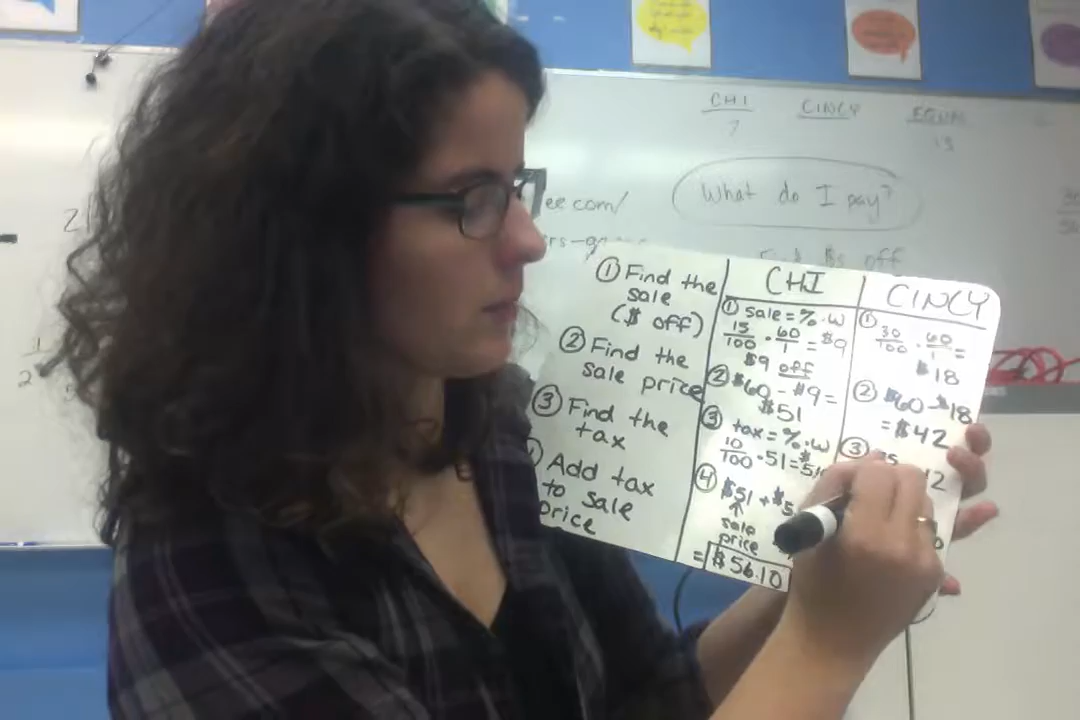 CHI CINCY EQUAL
7 13
ee.com/
What do I pay?
$s off
① Find the
sale
($ off)
② Find the
sale price
③ Find the
tax
Add tax
to sale
price
CHI
① sale = % · W
15/100 · 60/1 = $9
$9 off
② $60 - $9 =
$51
③ tax = % · W
10/100 · 51 =
④ $51 + $5
↑
sale
price
= $56.10
CINCY
①
30/100 · 60/1 =
$18
② $60 - $18
= $42
③